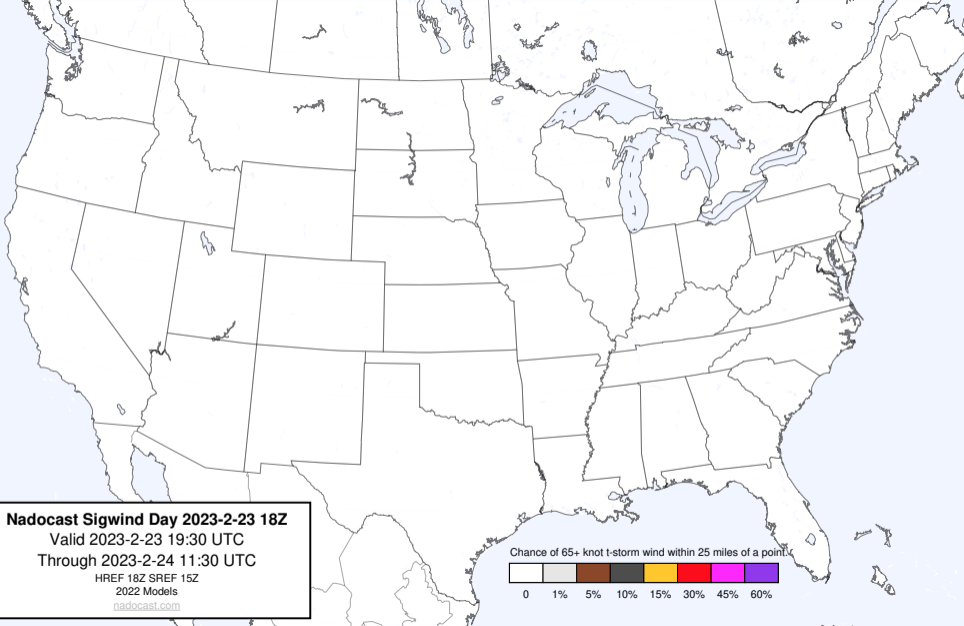 Nadocast Sigwind Day 2023-2-23 18Z
Valid 2023-2-23 19:30 UTC
Through 2023-2-24 11:30 UTC
HREF 18Z SREF 15Z
2022 Models
nadocast.com
Chance of 65+ knot t-storm wind within 25 miles of a point.
0 1% 5% 10% 15% 30% 45% 60%